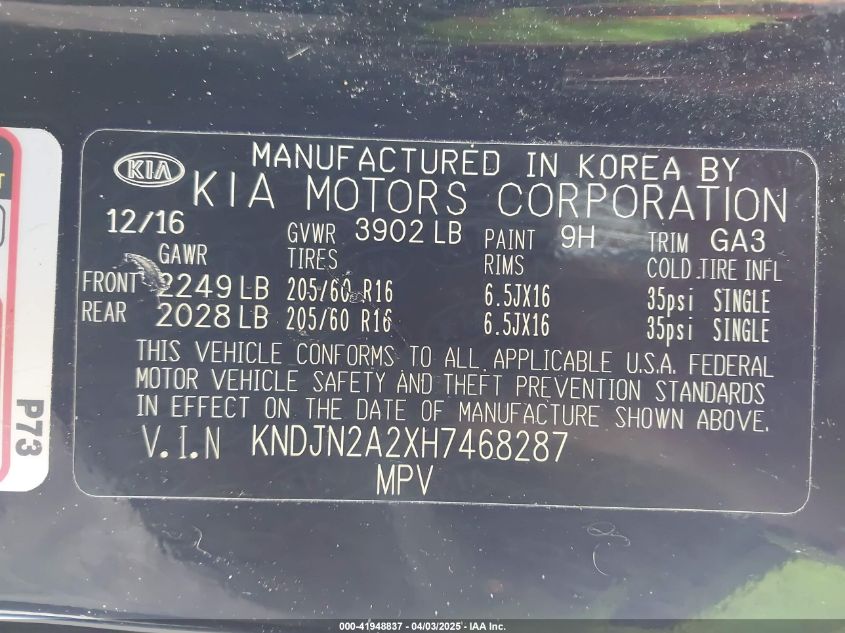 KIA
MANUFACTURED IN KOREA BY
KIA MOTORS CORPORATION
12/16 GVWR 3902 LB PAINT 9H TRIM GA3
GAWR TIRES RIMS COLD TIRE INFL
FRONT 2249 LB 205/60 R16 6.5JX16 35psi SINGLE
REAR 2028 LB 205/60 R16 6.5JX16 35psi SINGLE
THIS VEHICLE CONFORMS TO ALL APPLICABLE U.S.A. FEDERAL
MOTOR VEHICLE SAFETY AND THEFT PREVENTION STANDARDS
IN EFFECT ON THE DATE OF MANUFACTURE SHOWN ABOVE.
V.I.N KNDJN2A2XH7468287
MPV
P73
000-41948837 - 04/03/2025 - IAA Inc.